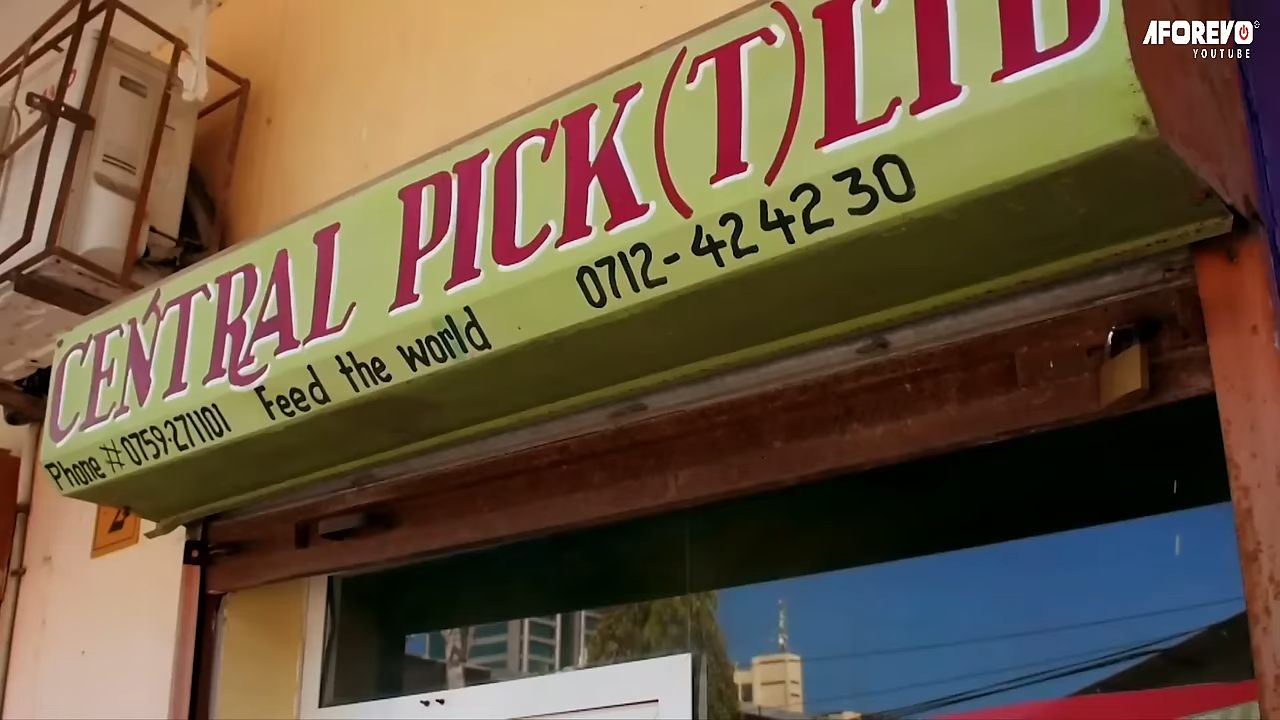 AFOREVO
YOUTUBE
CENTRAL PICK(T)LTD
0712-424230
Phone #0759-271101 Feed the world